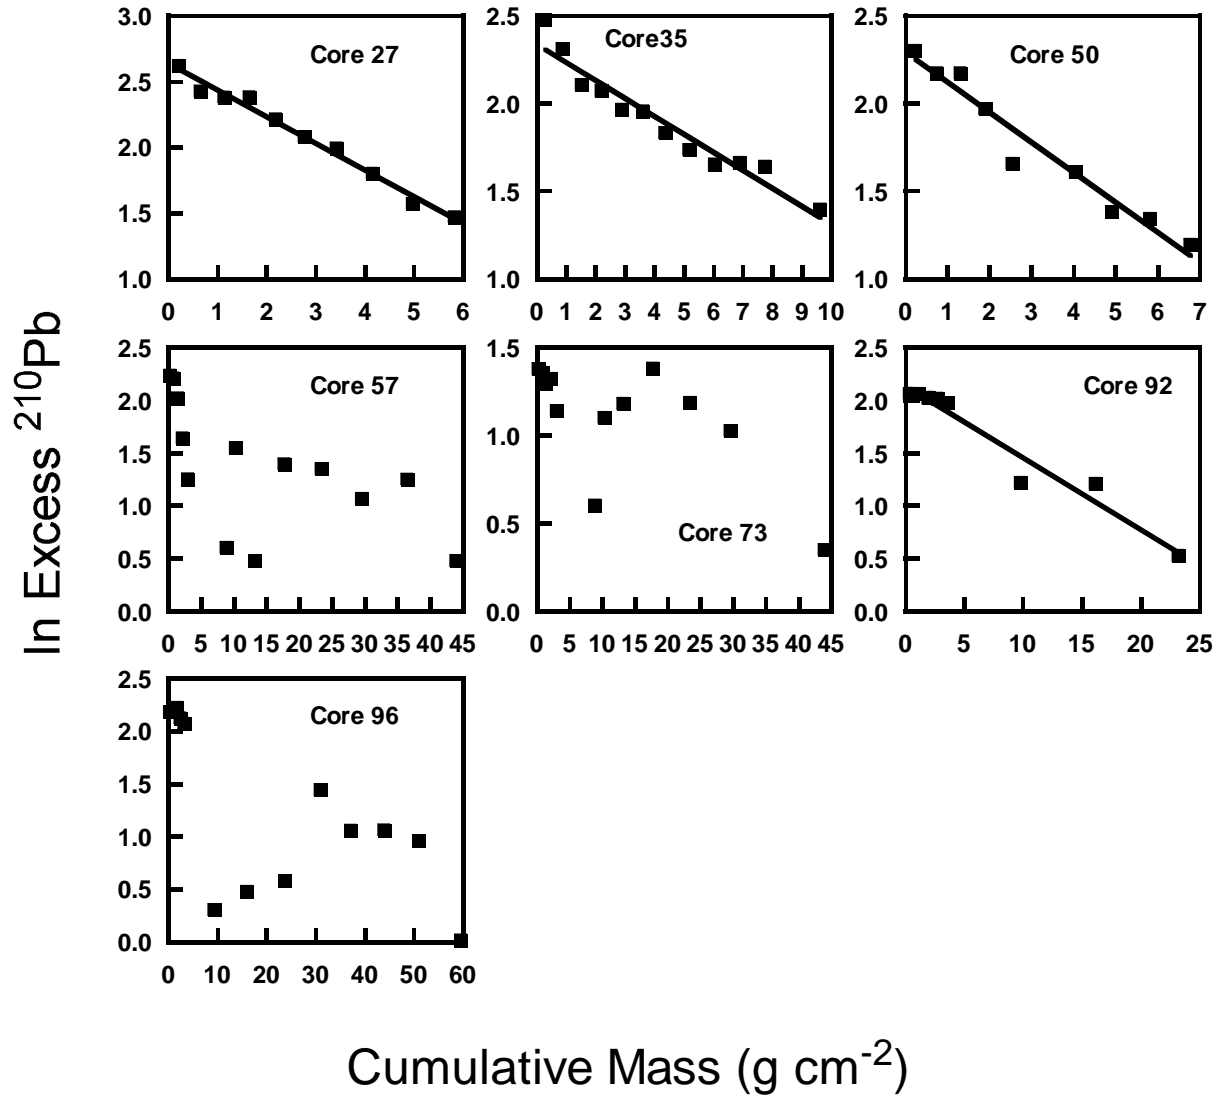 ln Excess ²¹⁰Pb
3.0
2.5
2.0
1.5
1.0
Core 27
0 1 2 3 4 5 6
2.5
2.0
1.5
1.0
Core35
0 1 2 3 4 5 6 7 8 9 10
2.5
2.0
1.5
1.0
Core 50
0 1 2 3 4 5 6 7
2.5
2.0
1.5
1.0
0.5
0.0
Core 57
0 5 10 15 20 25 30 35 40 45
1.5
1.0
0.5
0.0
Core 73
0 5 10 15 20 25 30 35 40 45
2.5
2.0
1.5
1.0
0.5
0.0
Core 92
0 5 10 15 20 25
2.5
2.0
1.5
1.0
0.5
0.0
Core 96
0 10 20 30 40 50 60
Cumulative Mass (g cm⁻²)